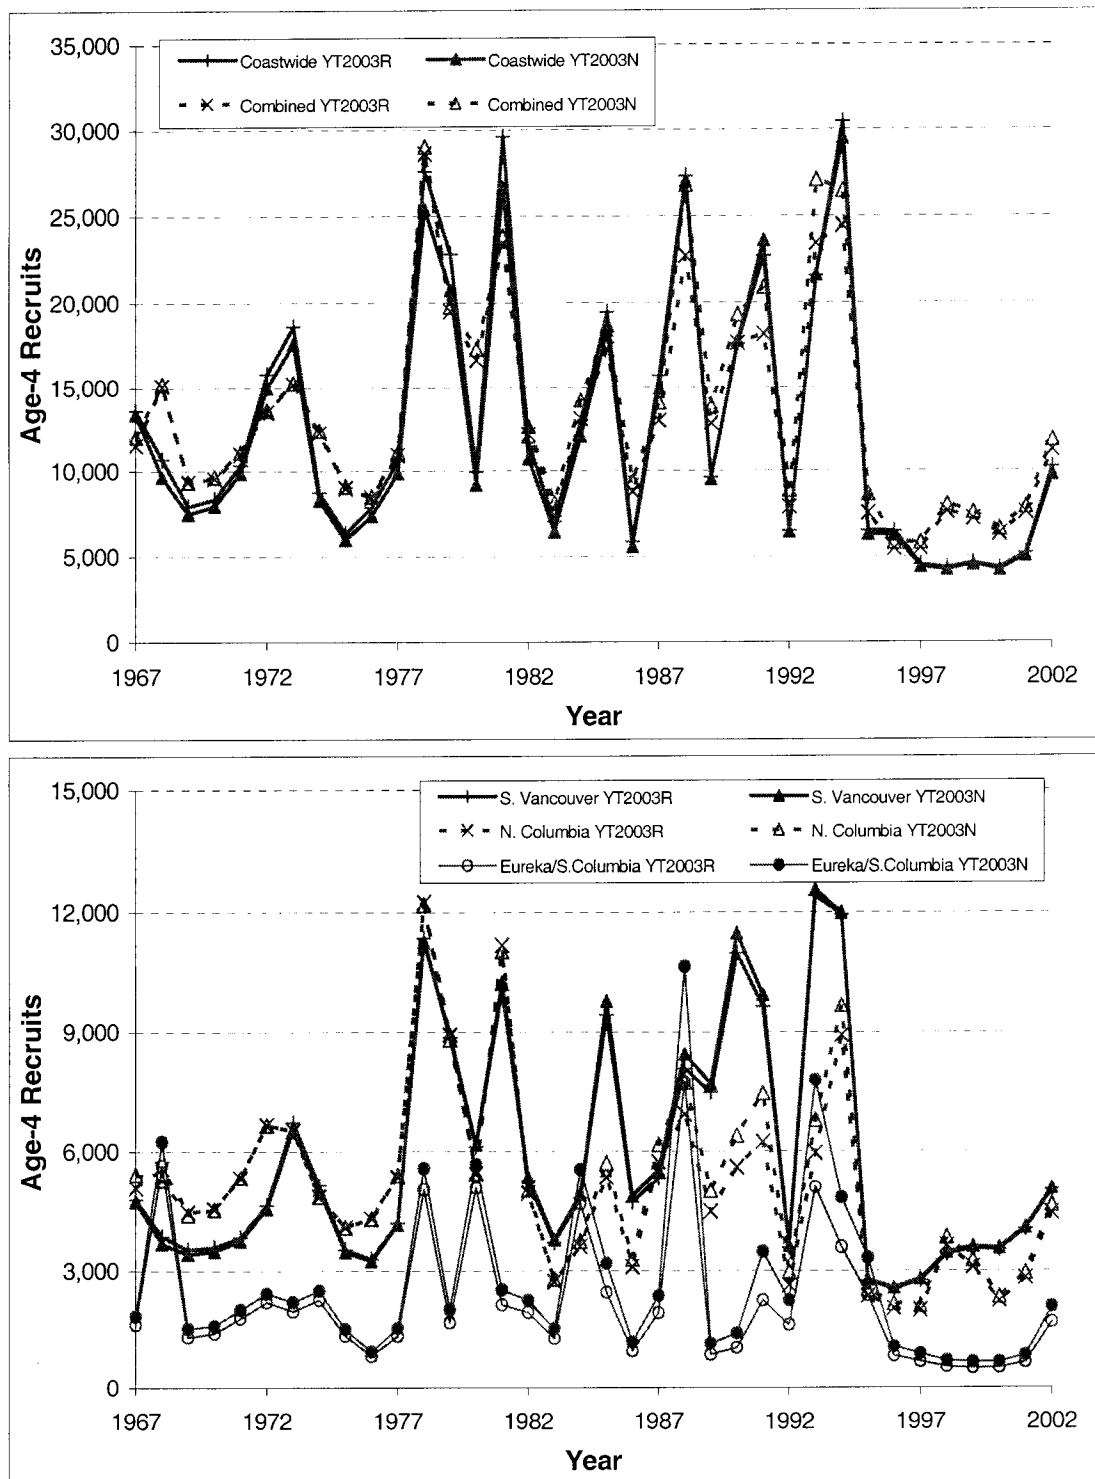 35,000
Coastwide YT2003R
Coastwide YT2003N
Combined YT2003R
Combined YT2003N
30,000
25,000
20,000
15,000
10,000
5,000
0
Age-4 Recruits
1967 1972 1977 1982 1987 1992 1997 2002
Year
15,000
S. Vancouver YT2003R
S. Vancouver YT2003N
N. Columbia YT2003R
N. Columbia YT2003N
Eureka/S.Columbia YT2003R
Eureka/S.Columbia YT2003N
12,000
9,000
6,000
3,000
0
Age-4 Recruits
1967 1972 1977 1982 1987 1992 1997 2002
Year